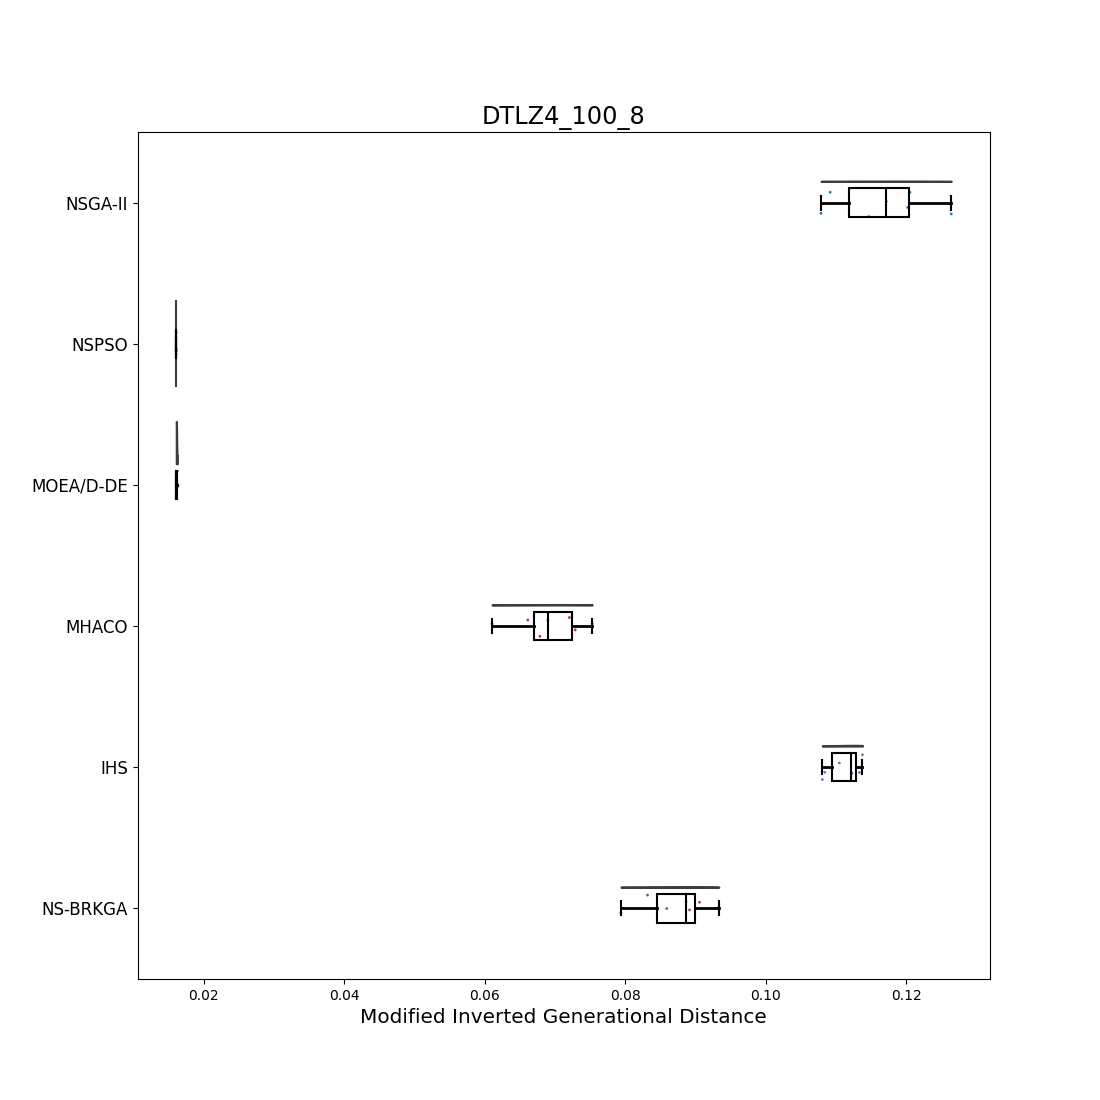 DTLZ4_100_8
NSGA-II
NSPSO
MOEA/D-DE
MHACO
IHS
NS-BRKGA
0.02 0.04 0.06 0.08 0.10 0.12
Modified Inverted Generational Distance